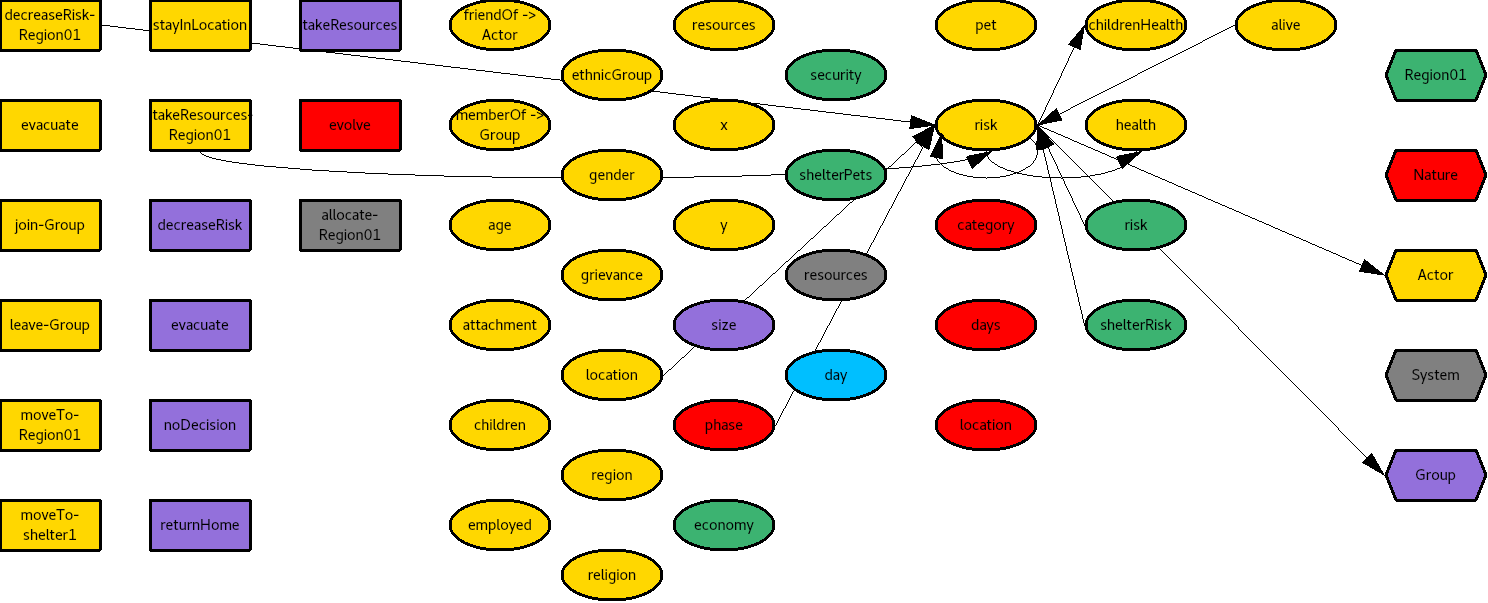 decreaseRisk-
Region01
stayInLocation
takeResources
friendOf ->
Actor
resources
pet
childrenHealth
alive
ethnicGroup
security
Region01
evacuate
takeResources-
Region01
evolve
memberOf ->
Group
x
risk
health
gender
shelterPets
Nature
join-Group
decreaseRisk
allocate-
Region01
age
y
category
risk
grievance
resources
Actor
leave-Group
evacuate
attachment
size
days
shelterRisk
location
day
System
moveTo-
Region01
noDecision
children
phase
location
region
Group
moveTo-
shelter1
returnHome
employed
economy
religion